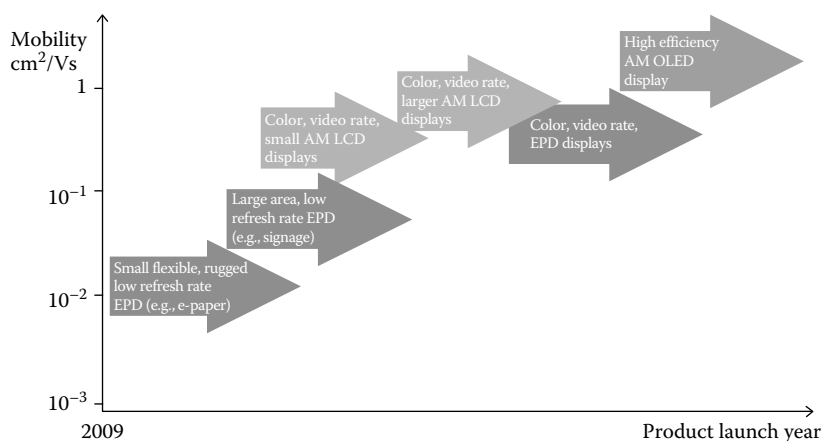 Mobility
cm²/Vs
1
10⁻¹
10⁻²
10⁻³
High efficiency
AM OLED
display
Color, video rate,
larger AM LCD
displays
Color, video rate,
small AM LCD
displays
Color, video rate,
EPD displays
Large area, low
refresh rate EPD
(e.g., signage)
Small flexible, rugged
low refresh rate
EPD (e.g., e-paper)
2009
Product launch year